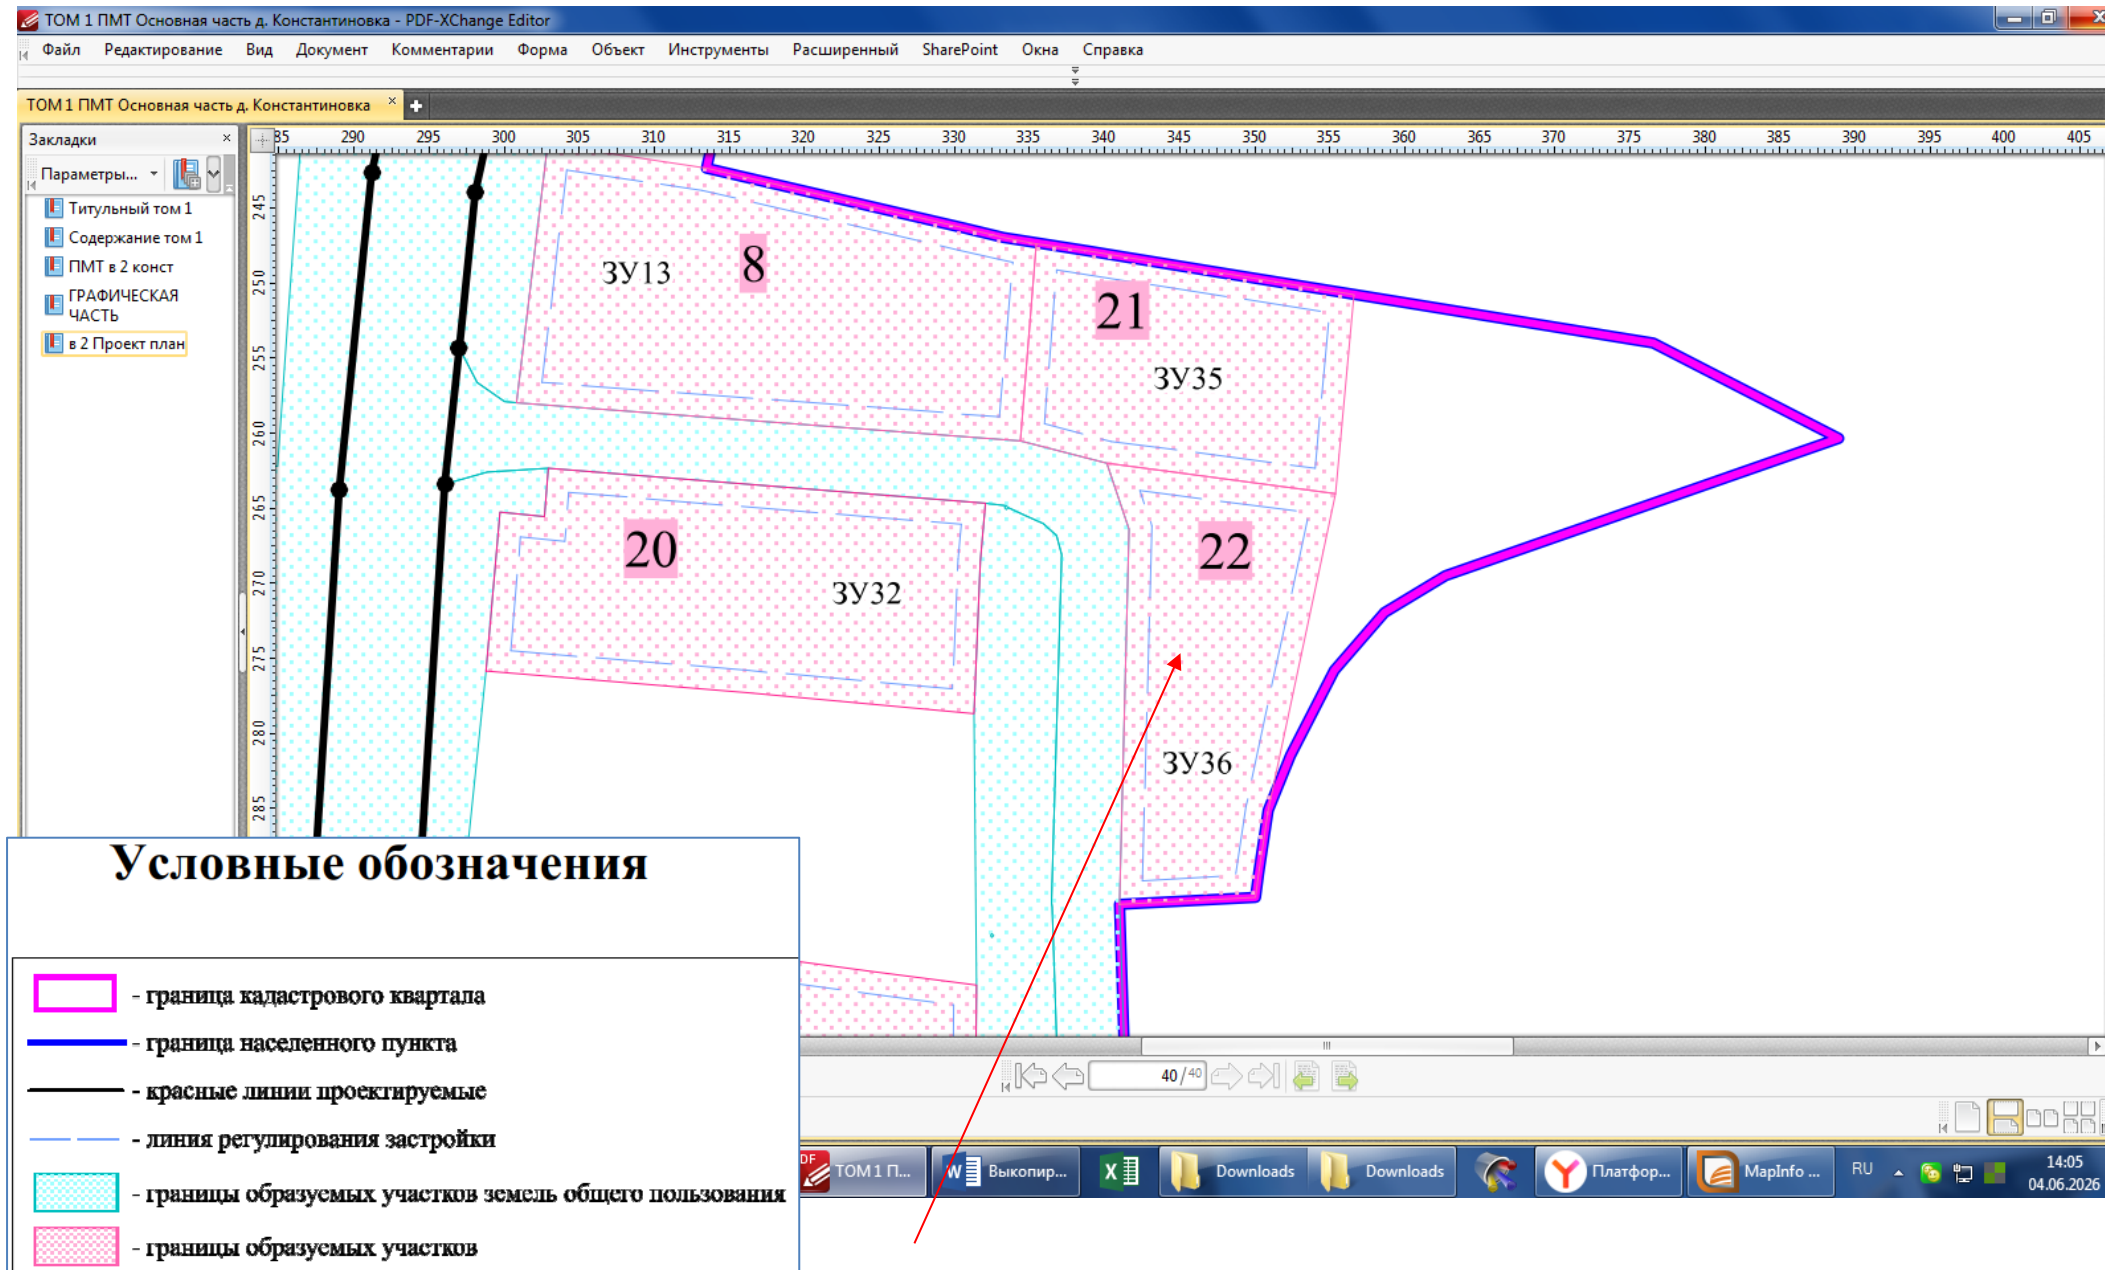 ТОМ 1 ПМТ Основная часть д. Константиновка - PDF-XChange Editor
Файл Редактирование Вид Документ Комментарии Форма Объект Инструменты Расширенный SharePoint Окна Справка
ТОМ 1 ПМТ Основная часть д. Константиновка
Закладки
Параметры...
Титульный том 1
Содержание том 1
ПМТ в 2 конст
ГРАФИЧЕСКАЯ
ЧАСТЬ
в 2 Проект план
85 290 295 300 305 310 315 320 325 330 335 340 345 350 355 360 365 370 375 380 385 390 395 400 405
245
250
255
260
265
270
275
280
285
ЗУ13 8
21
ЗУ35
20
ЗУ32
22
ЗУ36
Условные обозначения
- граница кадастрового квартала
- граница населенного пункта
- красные линии проектируемые
- линия регулирования застройки
- границы образуемых участков земель общего пользования
- границы образуемых участков
40/40
ТОМ 1 П... Выкопир... Downloads Downloads Платфор... MapInfo ... RU 14:05
04.06.2026